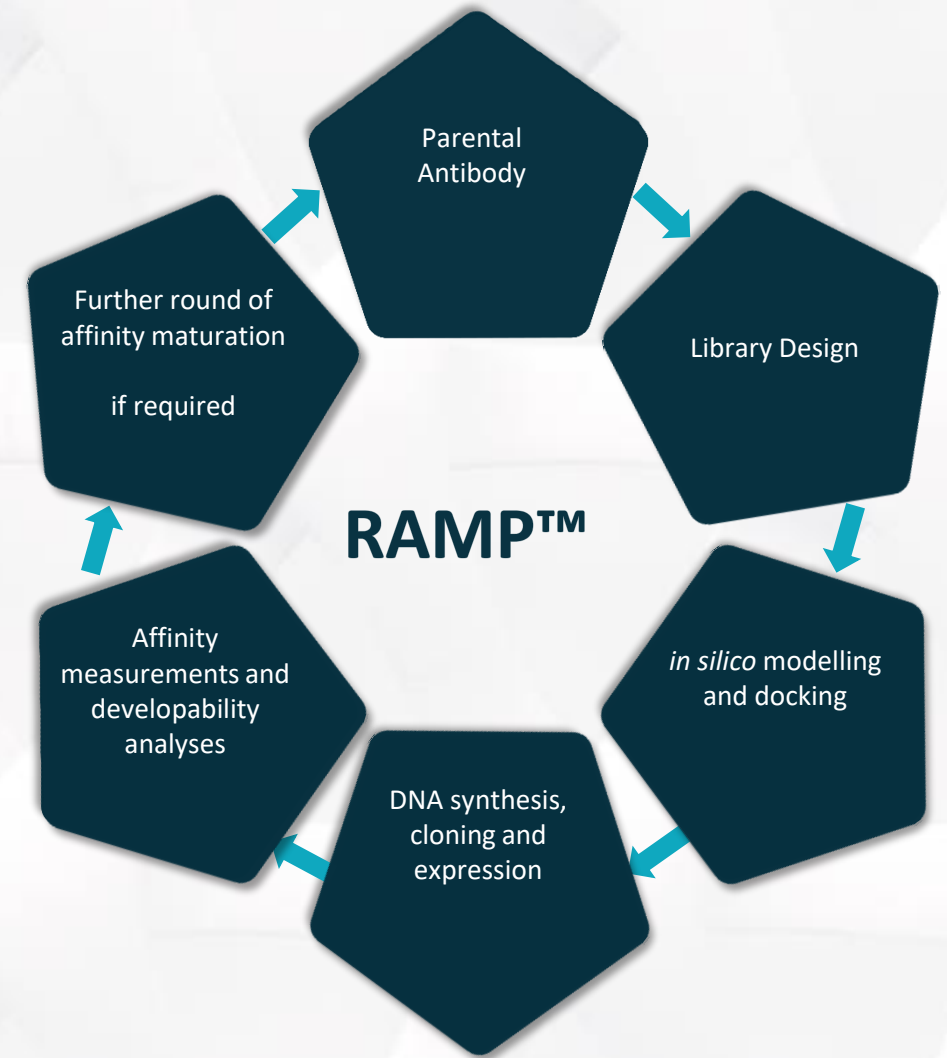 Parental
Antibody
Library Design
in silico modelling
and docking
DNA synthesis,
cloning and
expression
Affinity
measurements and
developability
analyses
Further round of
affinity maturation
if required
RAMP™